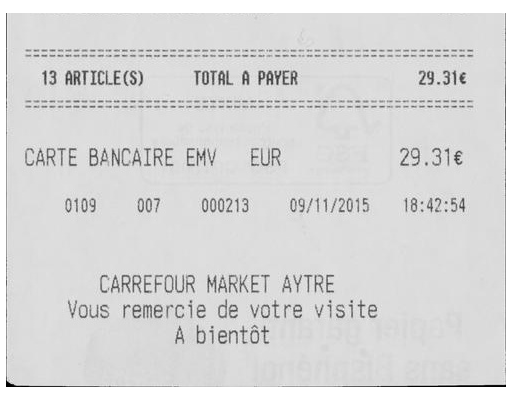 ================================================
13 ARTICLE(S) TOTAL A PAYER 29.31€
================================================
CARTE BANCAIRE EMV EUR 29.31€
0109 007 000213 09/11/2015 18:42:54
CARREFOUR MARKET AYTRE
Vous remercie de votre visite
A bientôt
Papier garanti
sans Bisphénol